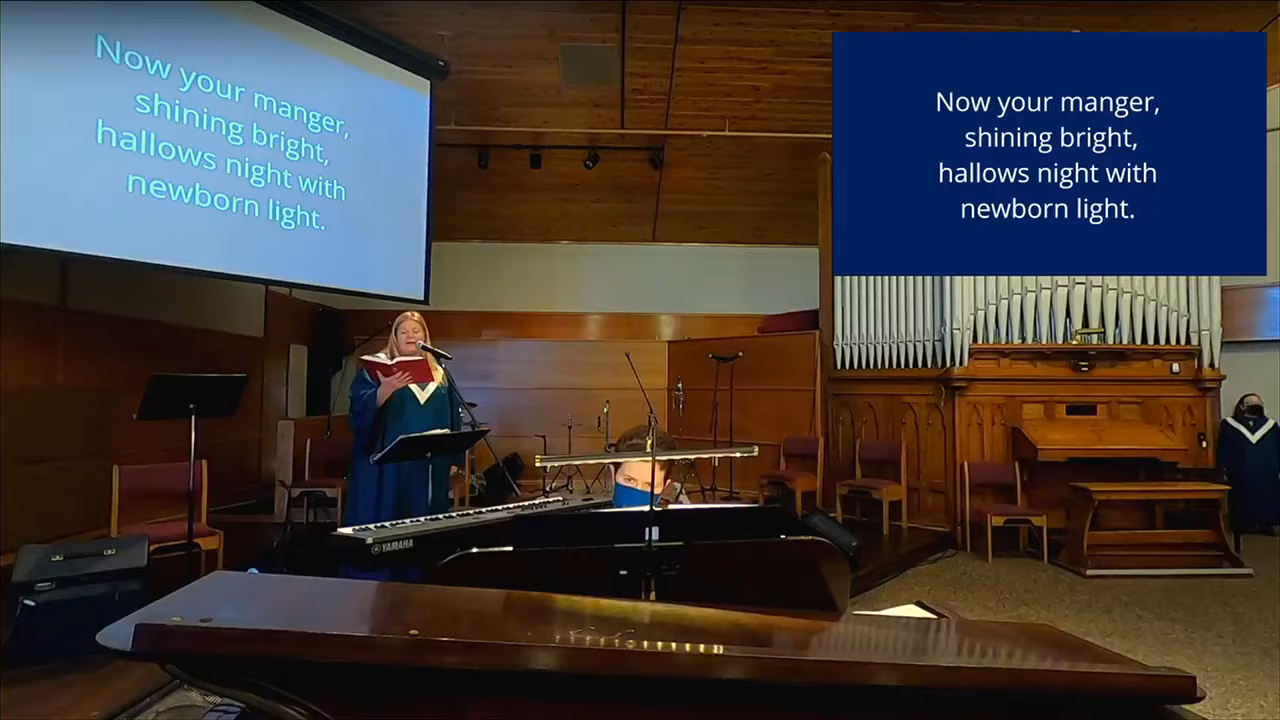 Now your manger,
shining bright,
hallows night with
newborn light.
Now your manger,
shining bright,
hallows night with
newborn light.
YAMAHA